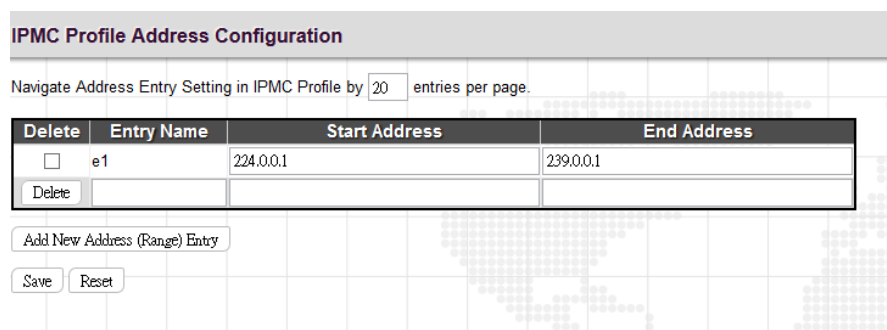 IPMC Profile Address Configuration
Navigate Address Entry Setting in IPMC Profile by 20 entries per page.
Delete Entry Name Start Address End Address
e1 224.0.0.1 239.0.0.1
Delete
Add New Address (Range) Entry
Save Reset